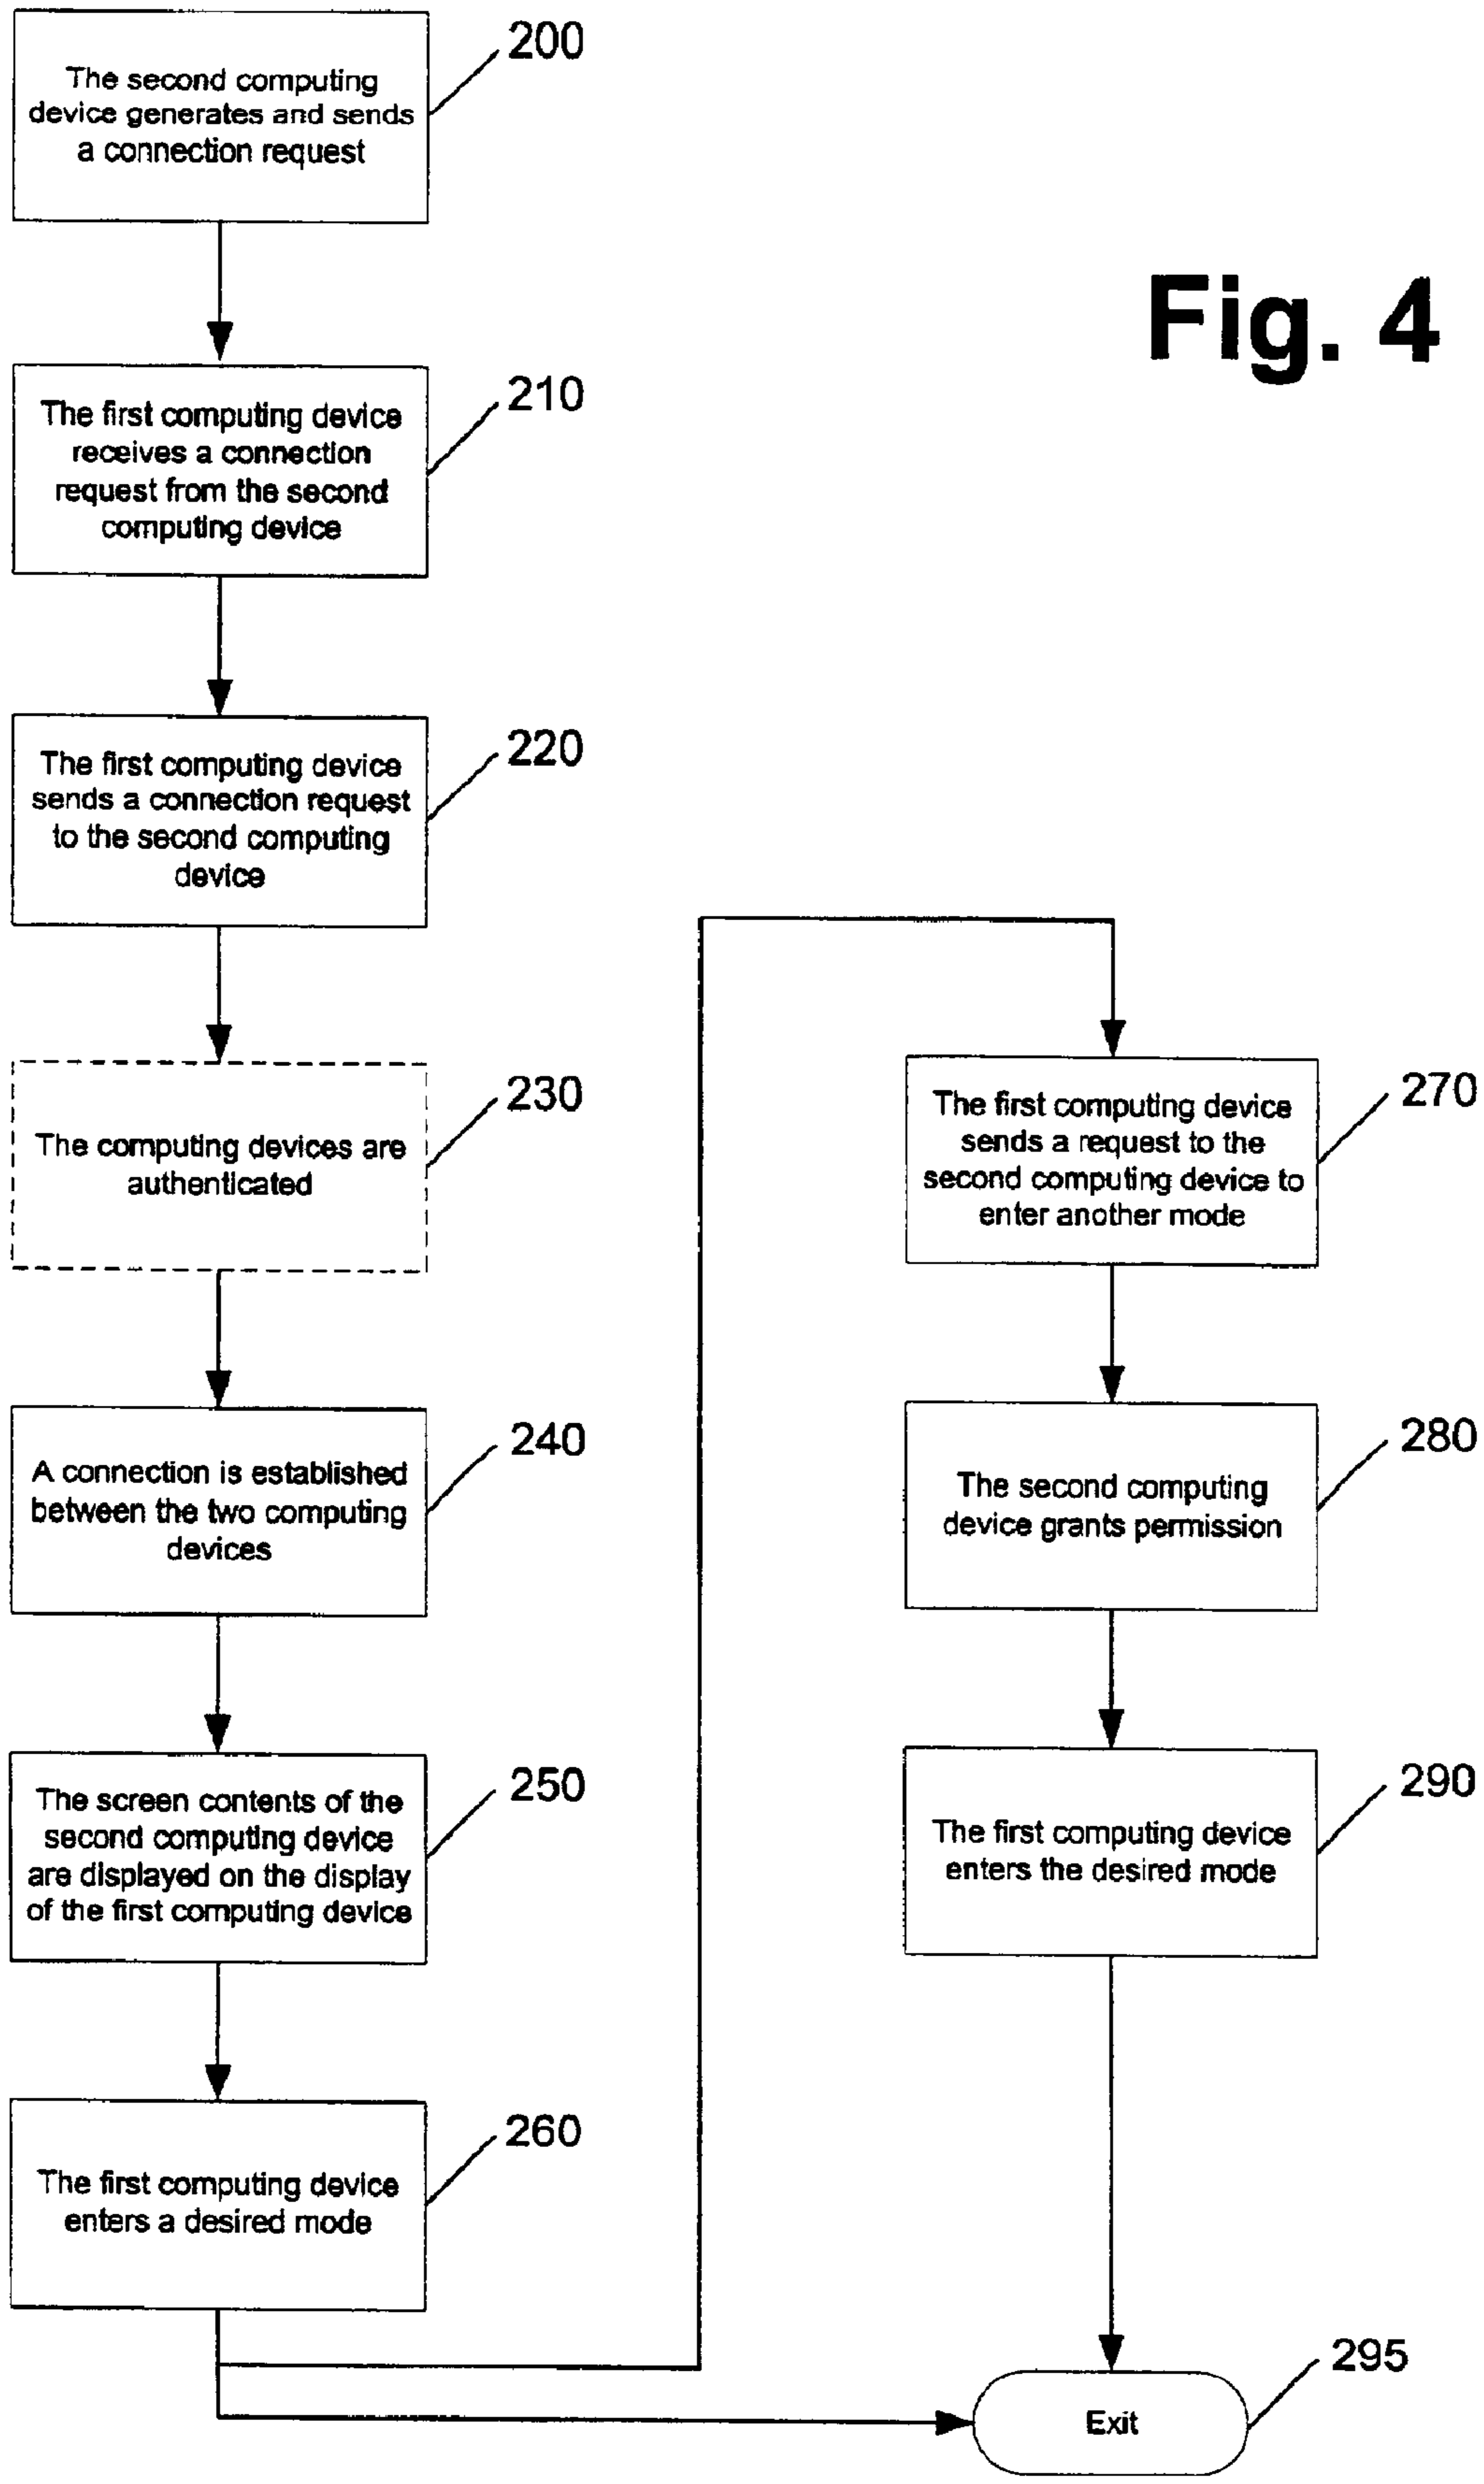 200
The second computing
device generates and sends
a connection request
Fig. 4
210
The first computing device
receives a connection
request from the second
computing device
220
The first computing device
sends a connection request
to the second computing
device
230
The computing devices are
authenticated
240
A connection is established
between the two computing
devices
250
The screen contents of the
second computing device
are displayed on the display
of the first computing device
260
The first computing device
enters a desired mode
270
The first computing device
sends a request to the
second computing device to
enter another mode
280
The second computing
device grants permission
290
The first computing device
enters the desired mode
295
Exit